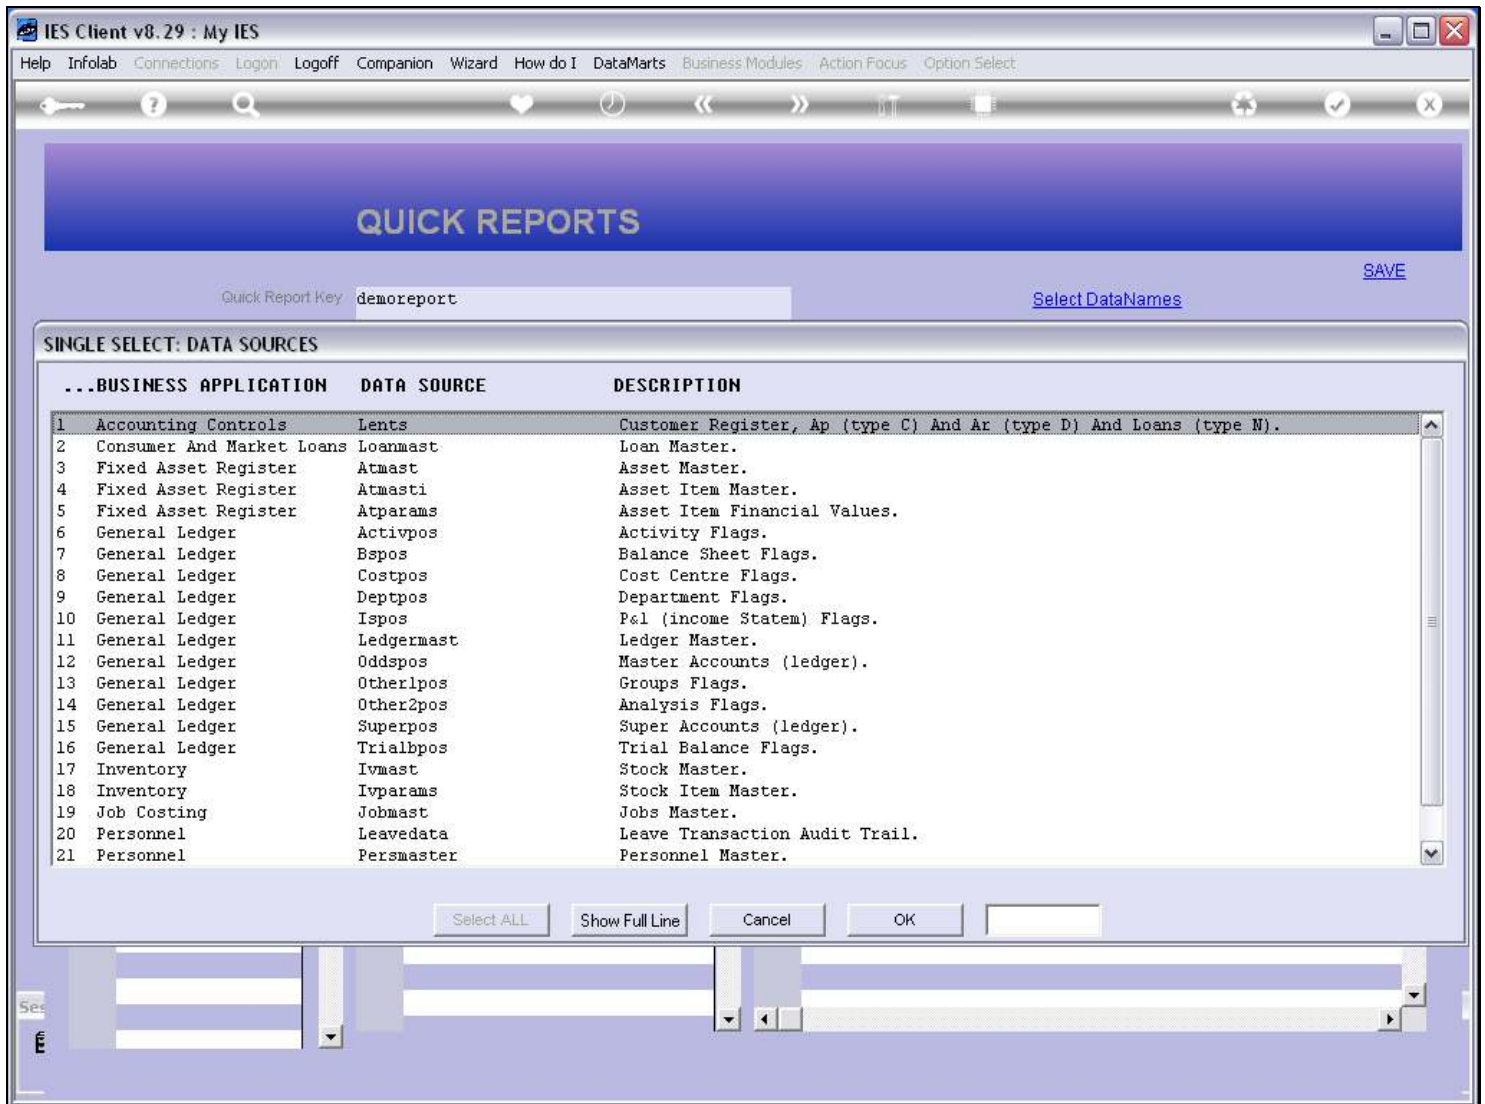 IES Client v8.29 : My IES
Help Infolab Connections Logon Logoff Companion Wizard How do I DataMarts Business Modules Action Focus Option Select
QUICK REPORTS
SAVE
Quick Report Key demoreport Select DataNames
SINGLE SELECT: DATA SOURCES
...BUSINESS APPLICATION DATA SOURCE DESCRIPTION
1 Accounting Controls Lents Customer Register, Ap (type C) And Ar (type D) And Loans (type N).
2 Consumer And Market Loans Loanmast Loan Master.
3 Fixed Asset Register Atmast Asset Master.
4 Fixed Asset Register Atmasti Asset Item Master.
5 Fixed Asset Register Atparams Asset Item Financial Values.
6 General Ledger Activpos Activity Flags.
7 General Ledger Bspos Balance Sheet Flags.
8 General Ledger Costpos Cost Centre Flags.
9 General Ledger Deptpos Department Flags.
10 General Ledger Ispos P&l (income Statem) Flags.
11 General Ledger Ledgermast Ledger Master.
12 General Ledger Oddspos Master Accounts (ledger).
13 General Ledger Other1pos Groups Flags.
14 General Ledger Other2pos Analysis Flags.
15 General Ledger Superpos Super Accounts (ledger).
16 General Ledger Trialbpos Trial Balance Flags.
17 Inventory Ivmast Stock Master.
18 Inventory Ivparams Stock Item Master.
19 Job Costing Jobmast Jobs Master.
20 Personnel Leavedata Leave Transaction Audit Trail.
21 Personnel Persmaster Personnel Master.
Select ALL Show Full Line Cancel OK
Ses